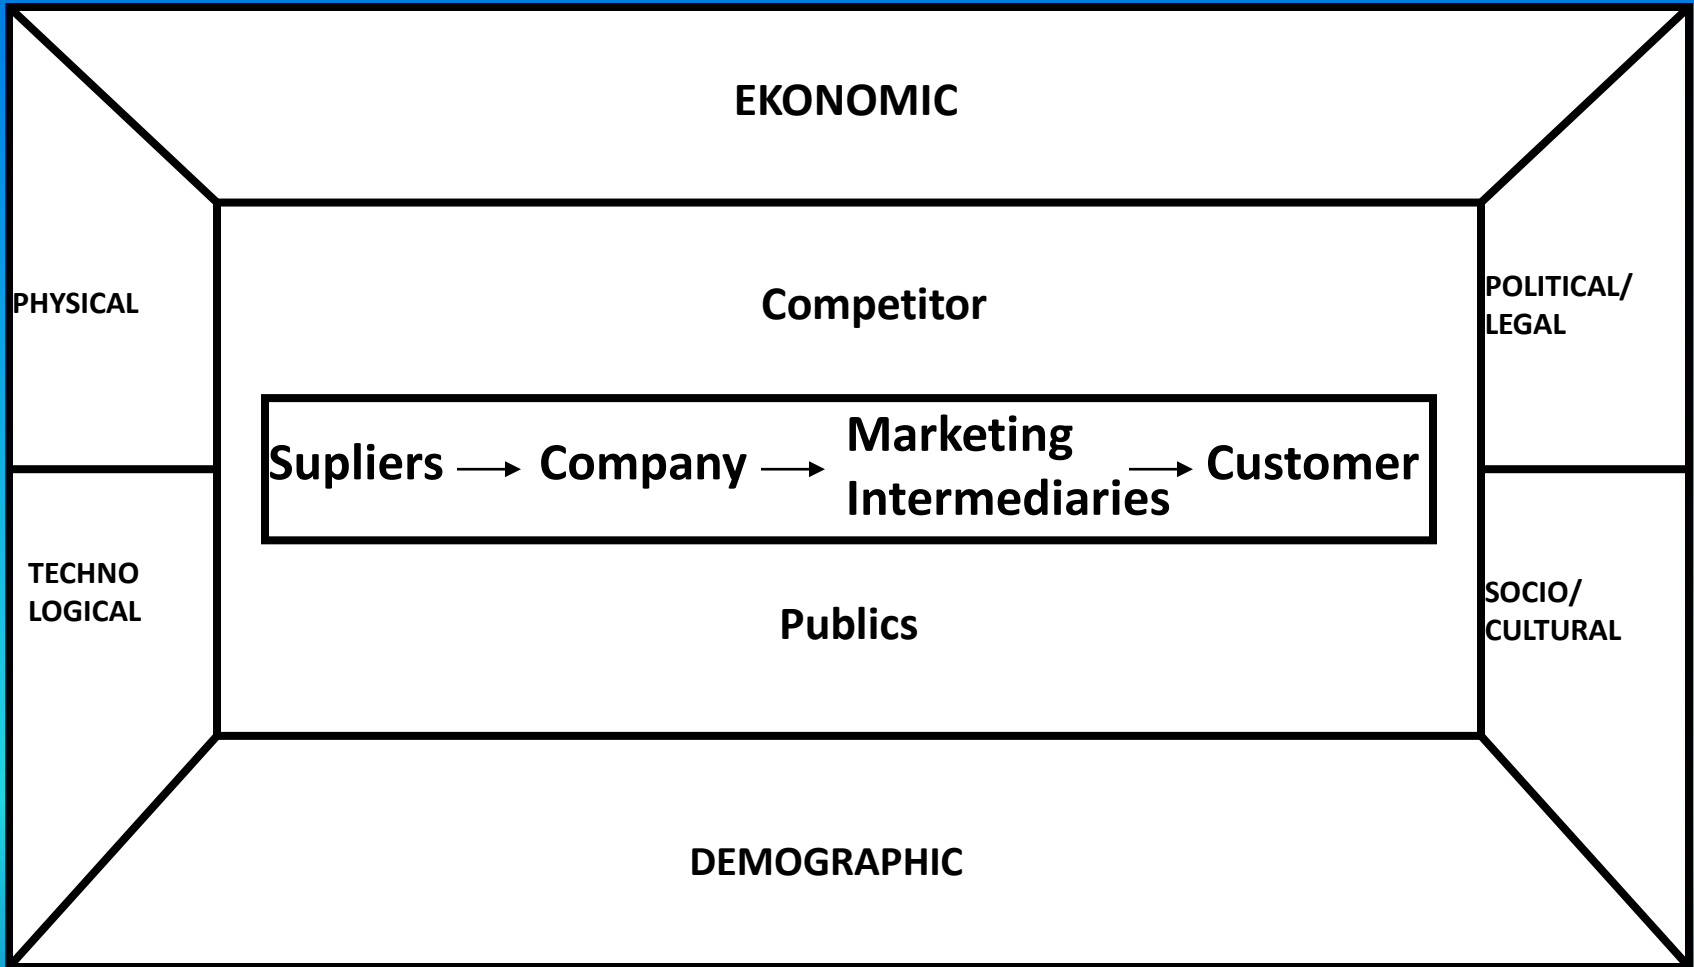 EKONOMIC
PHYSICAL
Competitor
POLITICAL/
LEGAL
Supliers
Company
Marketing
Intermediaries
Customer
TECHNO
LOGICAL
Publics
SOCIO/
CULTURAL
DEMOGRAPHIC